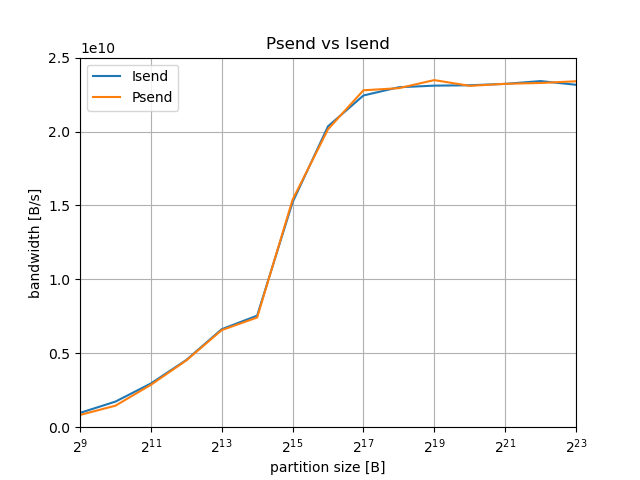 Psend vs Isend
1e10
Isend
Psend
2.5
2.0
1.5
1.0
0.5
0.0
bandwidth [B/s]
2^9 2^11 2^13 2^15 2^17 2^19 2^21 2^23
partition size [B]